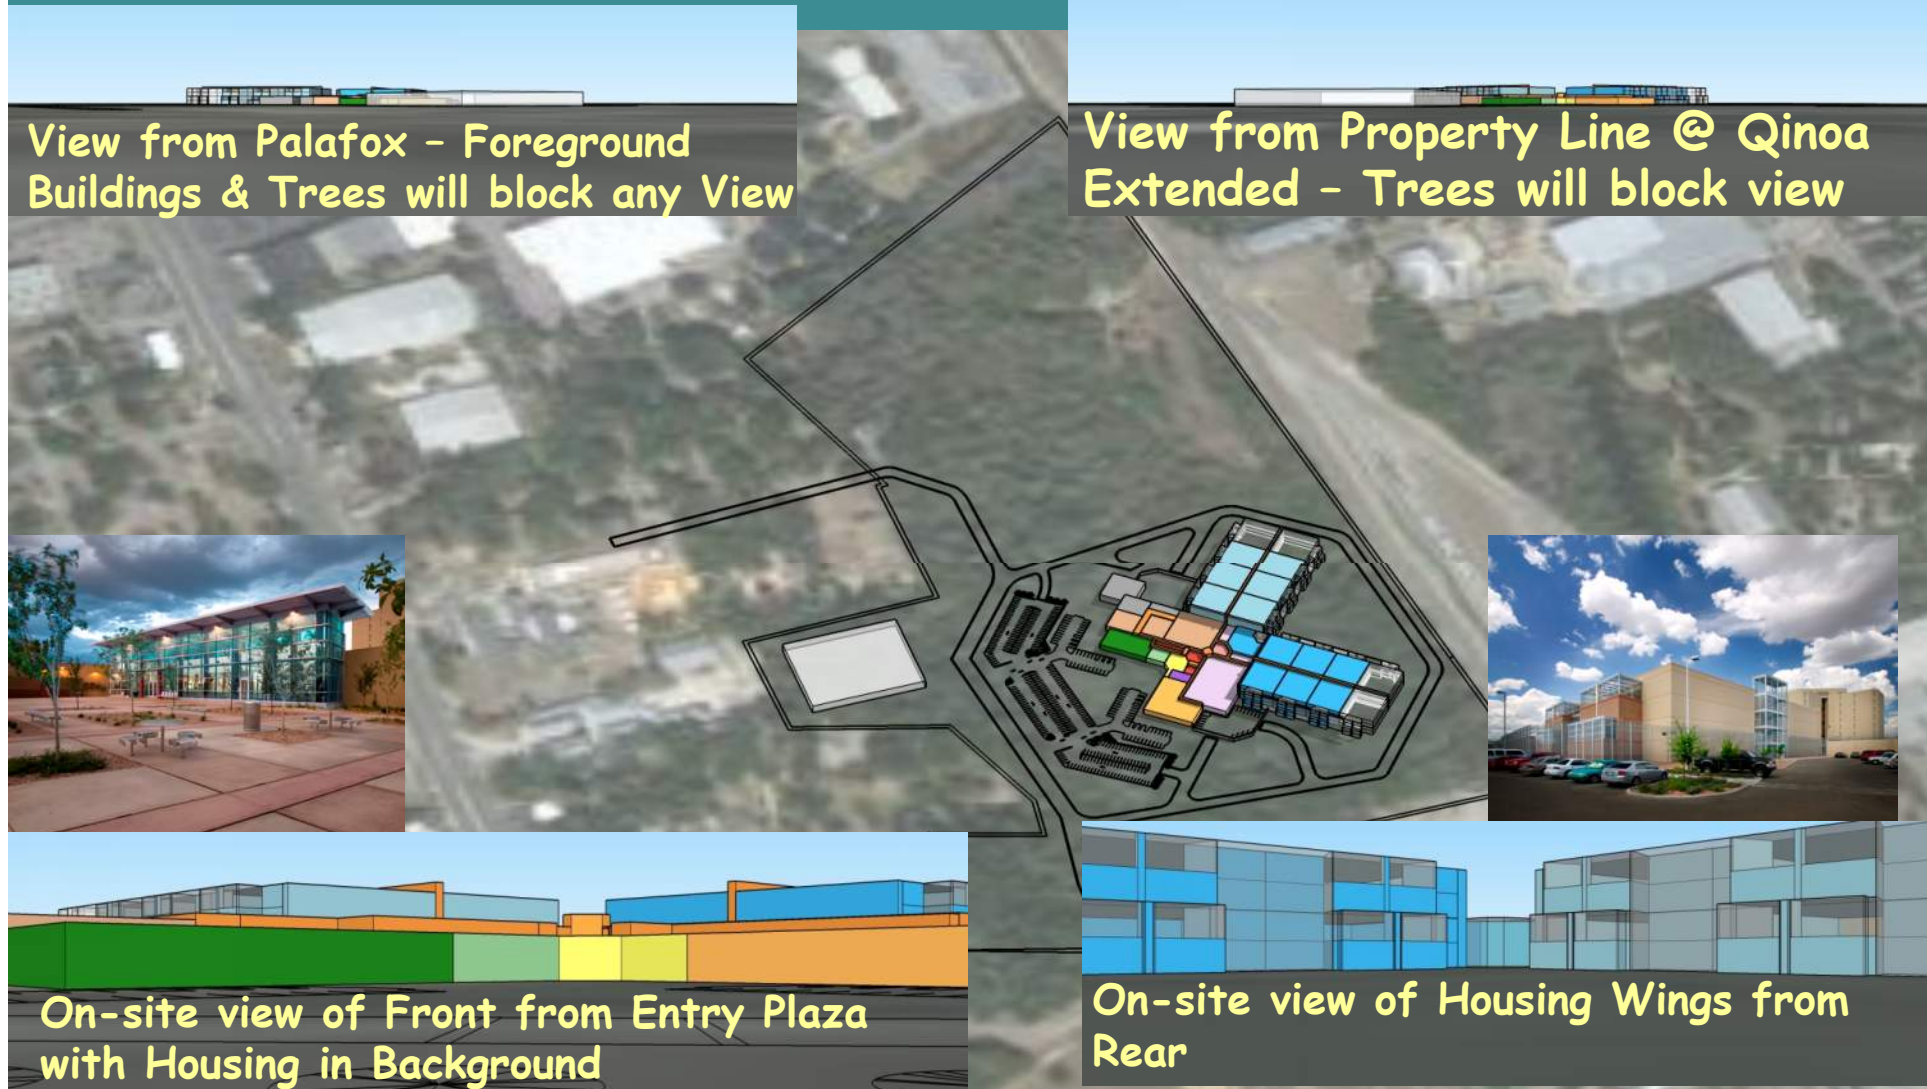 View from Palafox – Foreground
Buildings & Trees will block any View
View from Property Line @ Qinoa
Extended – Trees will block view
On-site view of Front from Entry Plaza
with Housing in Background
On-site view of Housing Wings from
Rear